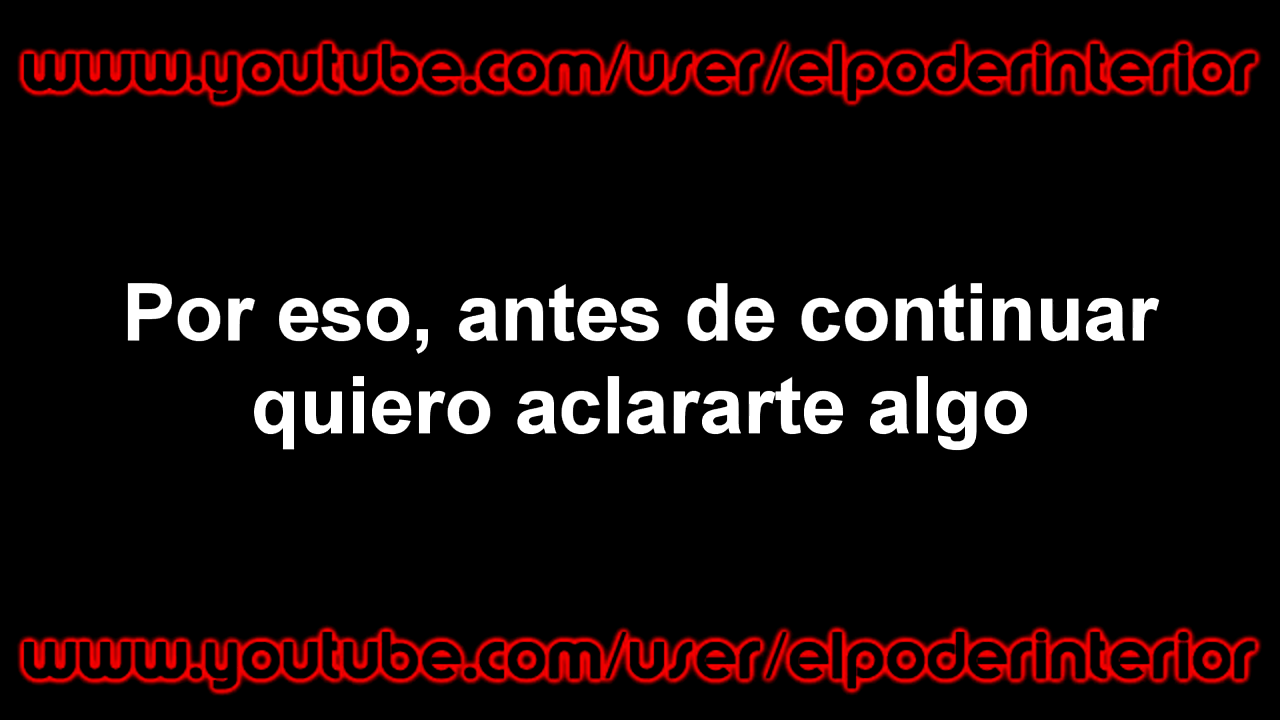 www.youtube.com/user/elpoderinterior
Por eso, antes de continuar
quiero aclararte algo
www.youtube.com/user/elpoderinterior